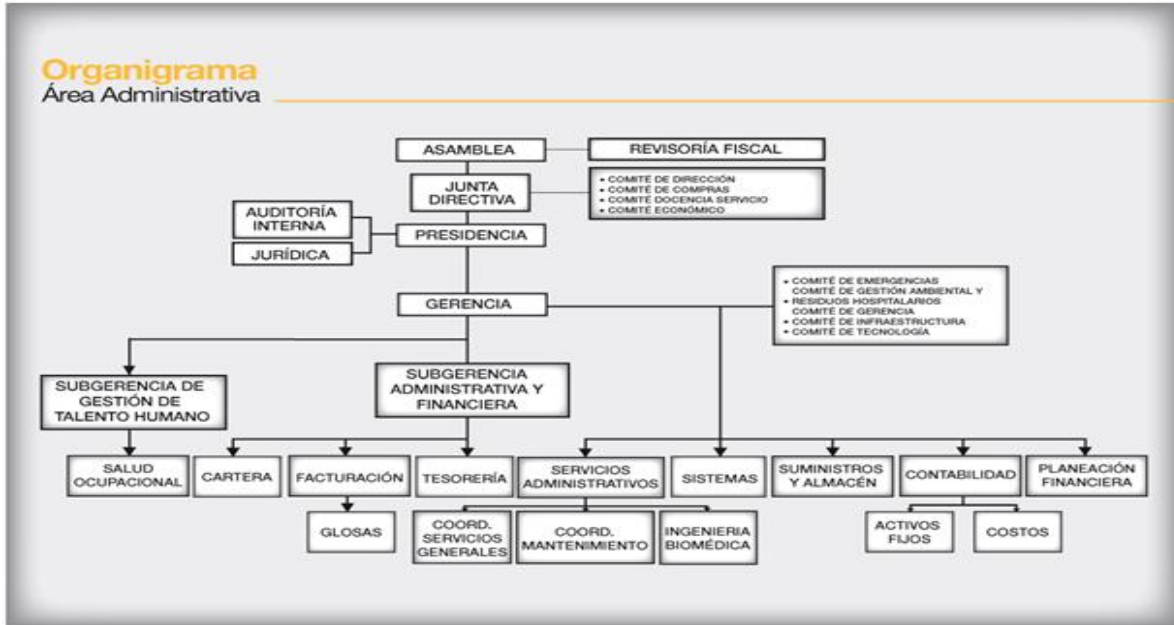 Organigrama
Área Administrativa
ASAMBLEA
REVISORÍA FISCAL
JUNTA
DIRECTIVA
• COMITÉ DE DIRECCIÓN
• COMITÉ DE COMPRAS
• COMITÉ DOCENCIA SERVICIO
• COMITÉ ECONÓMICO
AUDITORÍA
INTERNA
JURÍDICA
PRESIDENCIA
GERENCIA
• COMITÉ DE EMERGENCIAS
COMITÉ DE GESTIÓN AMBIENTAL Y
• RESIDUOS HOSPITALARIOS
COMITÉ DE GERENCIA
• COMITÉ DE INFRAESTRUCTURA
• COMITÉ DE TECNOLOGÍA
SUBGERENCIA DE
GESTIÓN DE
TALENTO HUMANO
SUBGERENCIA
ADMINISTRATIVA Y
FINANCIERA
SALUD
OCUPACIONAL
CARTERA
FACTURACIÓN
TESORERÍA
SERVICIOS
ADMINISTRATIVOS
SISTEMAS
SUMINISTROS
Y ALMACÉN
CONTABILIDAD
PLANEACIÓN
FINANCIERA
GLOSAS
COORD.
SERVICIOS
GENERALES
COORD.
MANTENIMIENTO
INGENIERIA
BIOMÉDICA
ACTIVOS
FIJOS
COSTOS